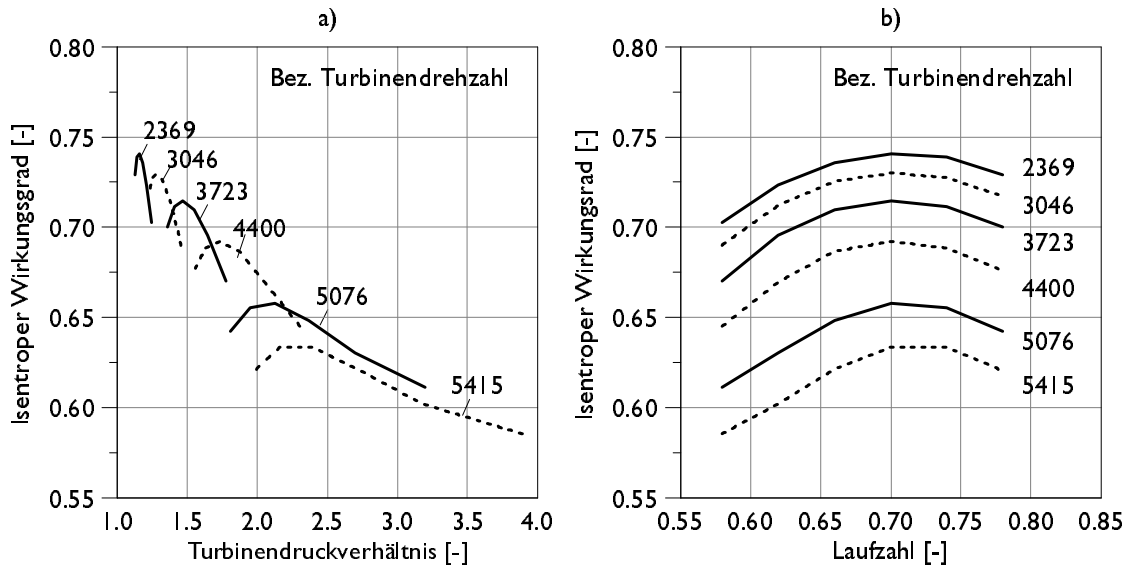 a)
Isentroper Wirkungsgrad [-]
0.80
0.75
0.70
0.65
0.60
0.55
Bez. Turbinendrehzahl
2369
3046
3723
4400
5076
5415
1.0 1.5 2.0 2.5 3.0 3.5 4.0
Turbinendruckverhältnis [-]
b)
Isentroper Wirkungsrad [-]
0.80
0.75
0.70
0.65
0.60
0.55
Bez. Turbinendrehzahl
2369
3046
3723
4400
5076
5415
0.55 0.60 0.65 0.70 0.75 0.80 0.85
Laufzahl [-]